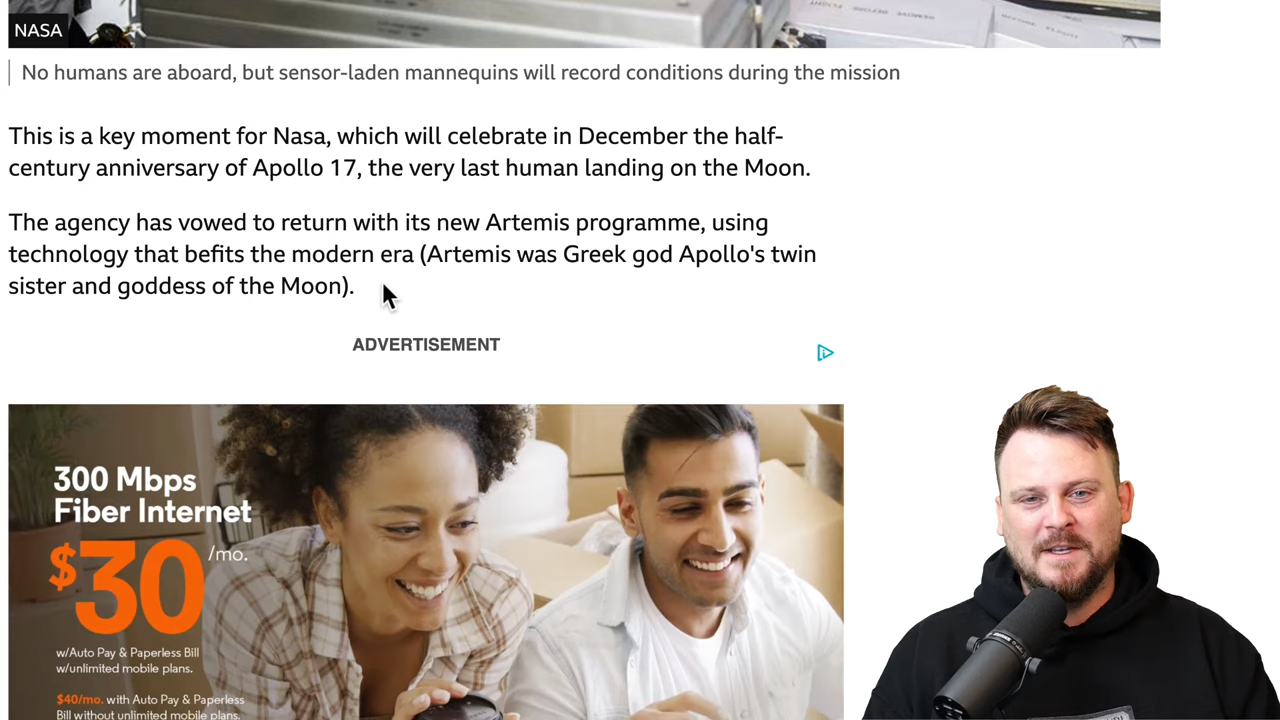 NASA
No humans are aboard, but sensor-laden mannequins will record conditions during the mission
This is a key moment for Nasa, which will celebrate in December the half-
century anniversary of Apollo 17, the very last human landing on the Moon.
The agency has vowed to return with its new Artemis programme, using
technology that befits the modern era (Artemis was Greek god Apollo's twin
sister and goddess of the Moon).
ADVERTISEMENT
300 Mbps
Fiber Internet
$30/mo.
w/Auto Pay & Paperless Bill
w/unlimited mobile plans.
$40/mo. with Auto Pay & Paperless
Bill without unlimited mobile plans.